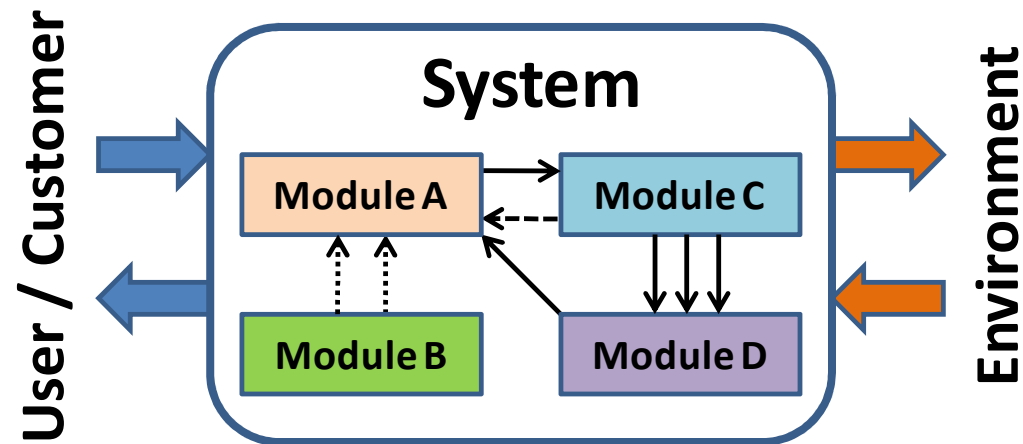 User / Customer
System
Module A
Module C
Module B
Module D
Environment